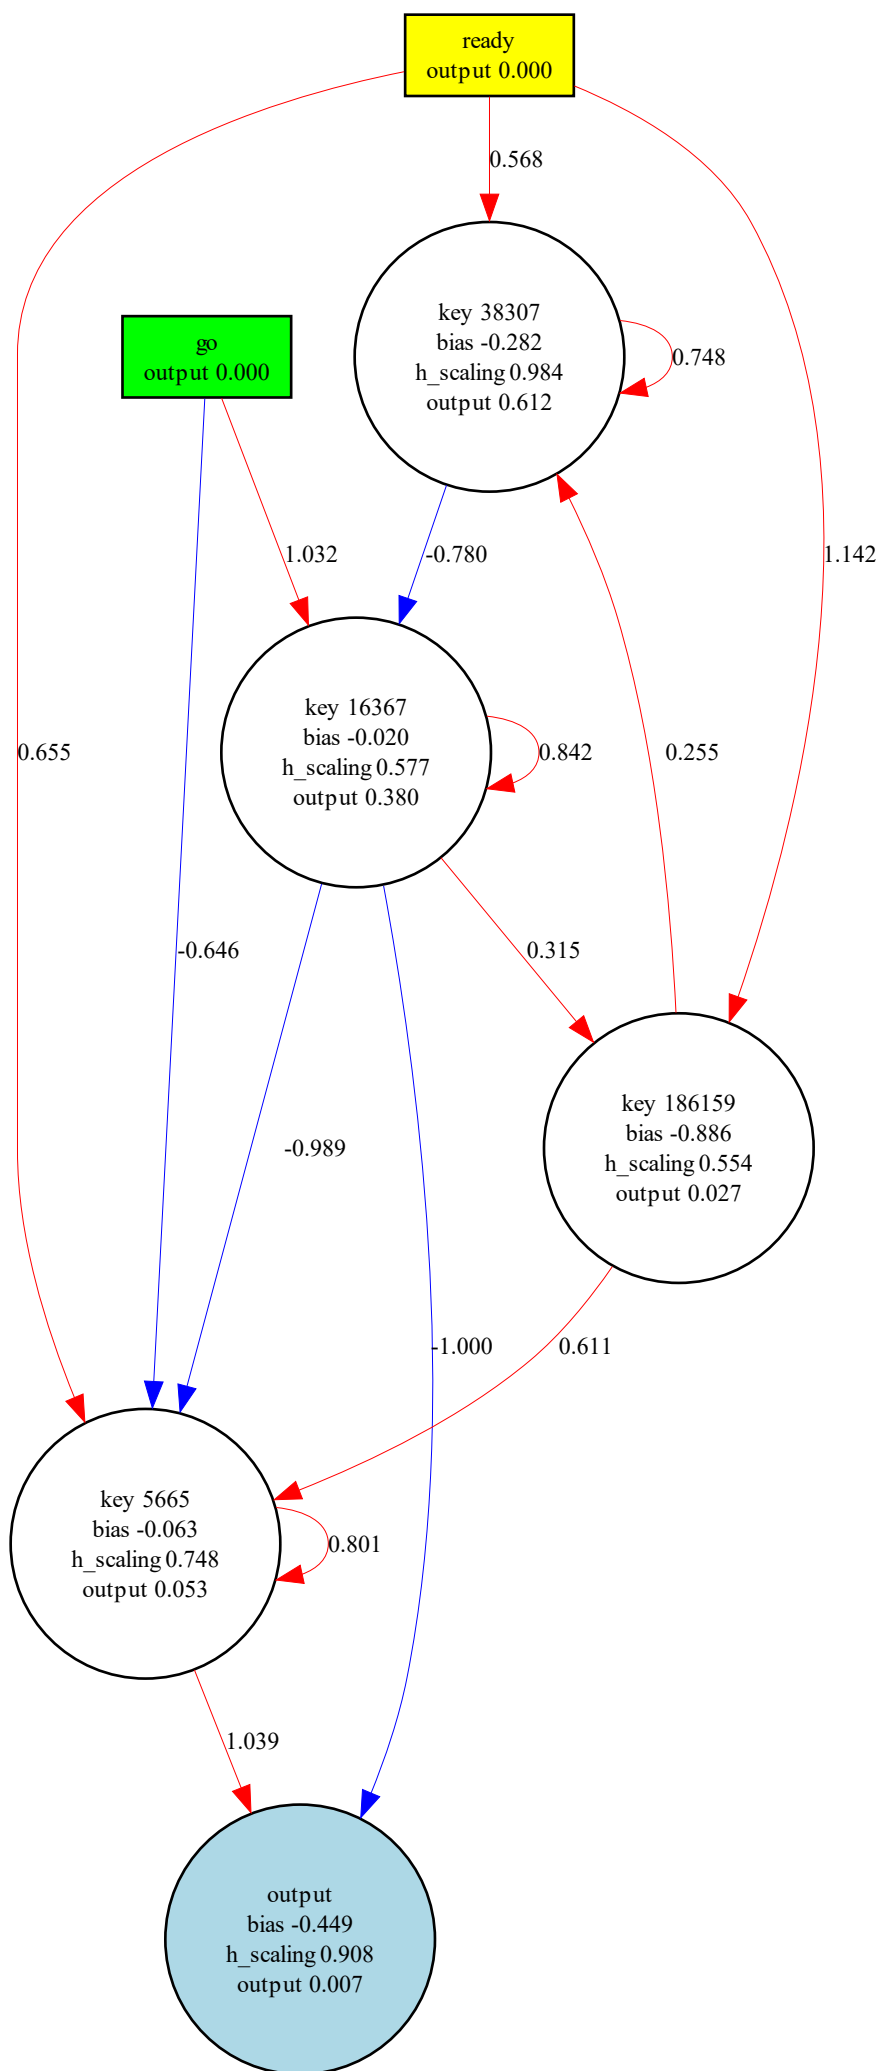 ready
output 0.000
0.568
go
output 0.000
key 38307
bias -0.282
h_scaling 0.984
output 0.612
0.748
1.032
-0.780
1.142
key 16367
bias -0.020
h_scaling 0.577
output 0.380
0.655
0.842
0.255
-0.646
0.315
key 186159
bias -0.886
h_scaling 0.554
output 0.027
-0.989
-1.000
0.611
key 5665
bias -0.063
h_scaling 0.748
output 0.053
0.801
1.039
output
bias -0.449
h_scaling 0.908
output 0.007